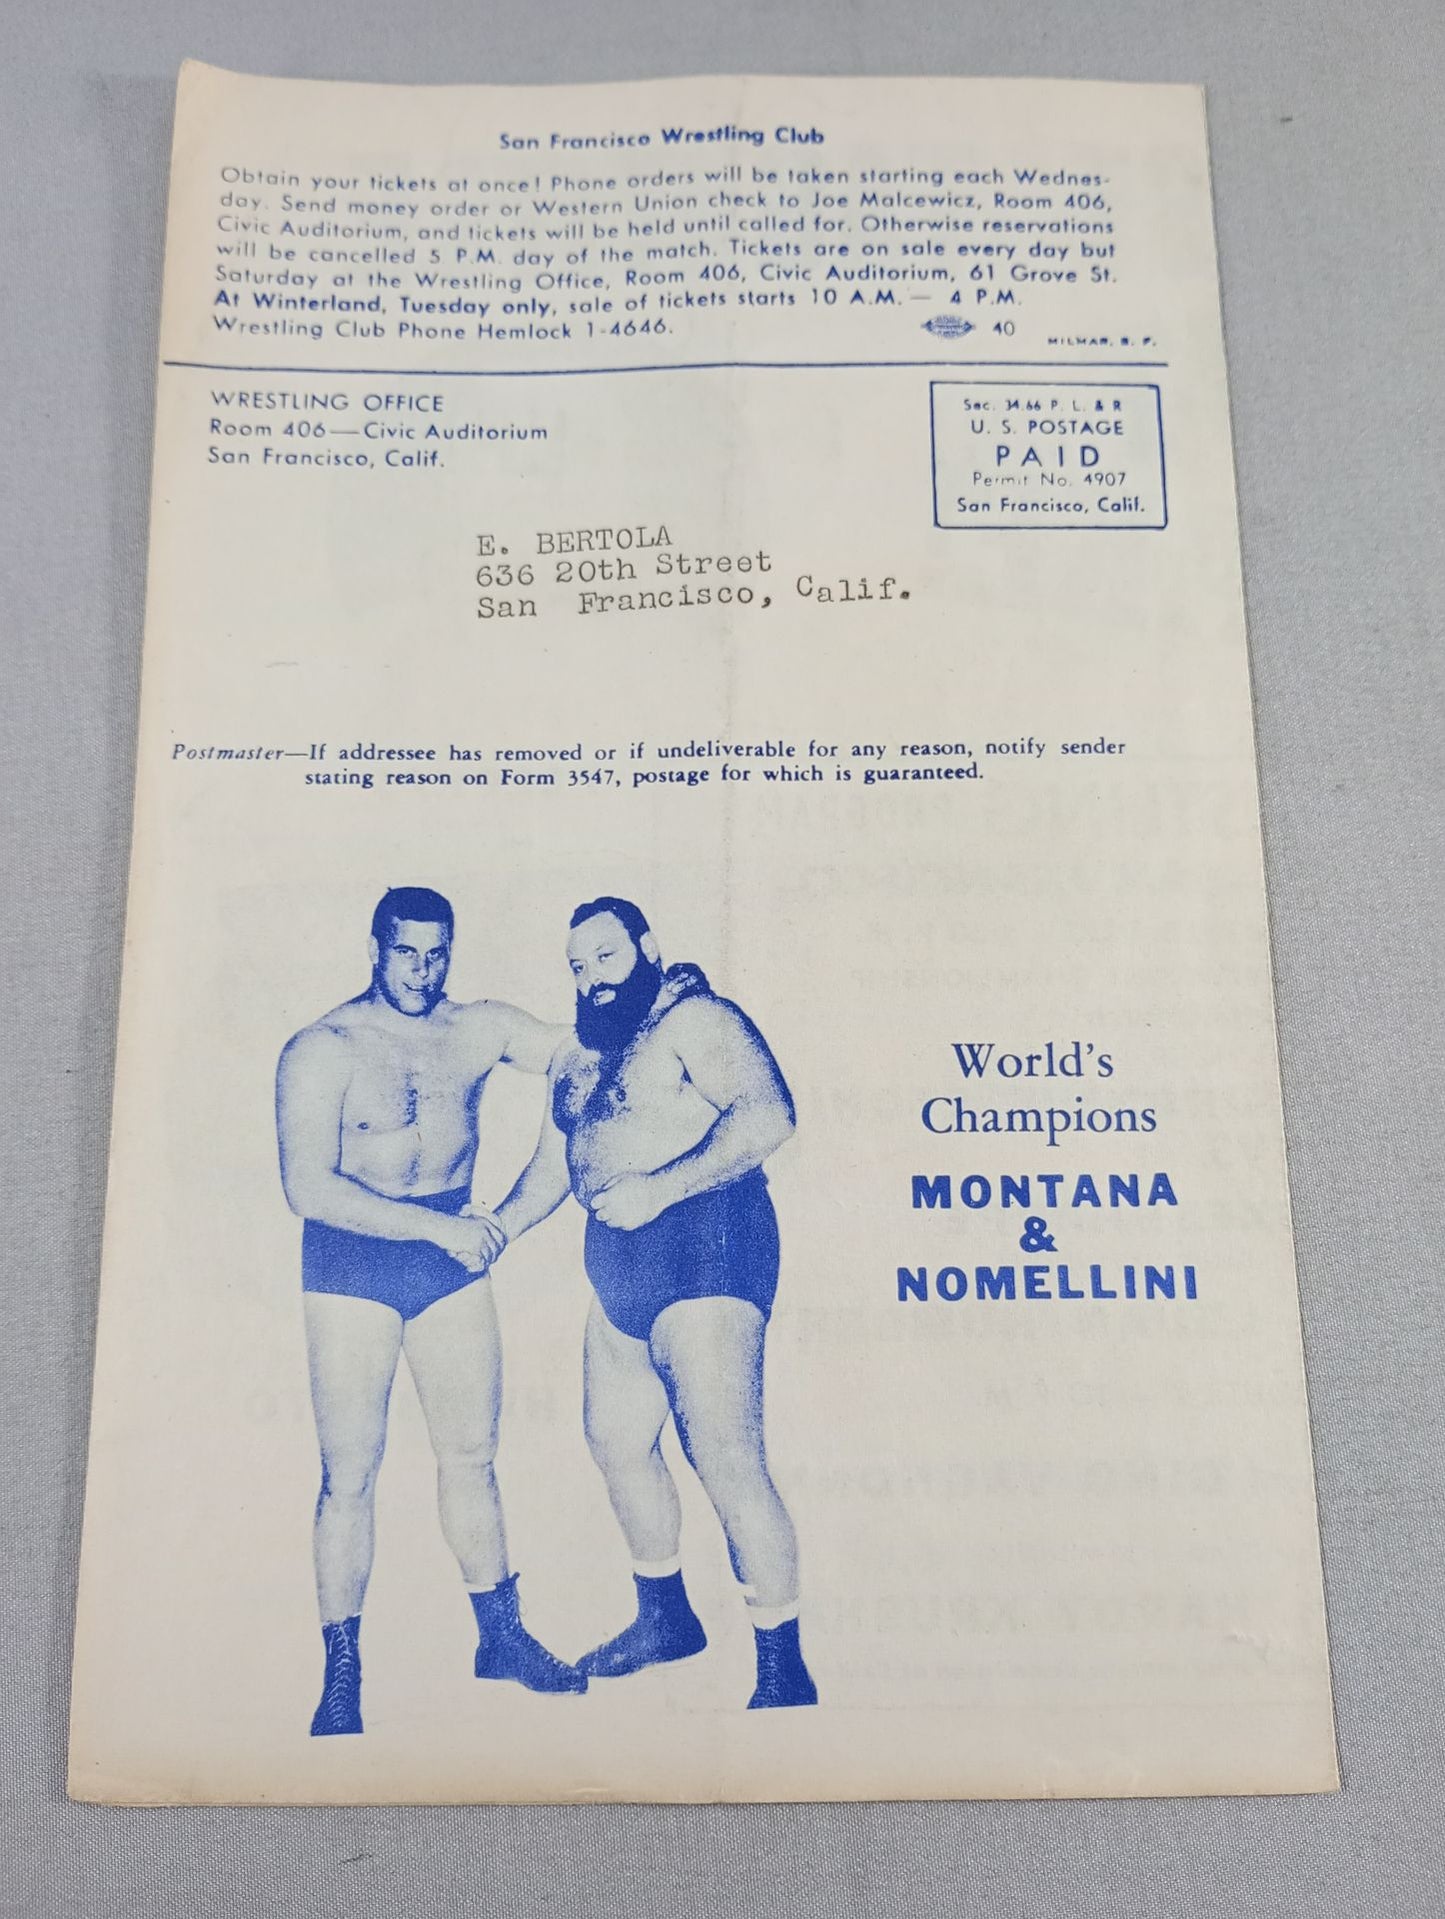 San Francisco Wrestling Club
Obtain your tickets at once! Phone orders will be taken starting each Wednes-
day. Send money order or Western Union check to Joe Malcewicz, Room 406,
Civic Auditorium, and tickets will be held until called for. Otherwise reservations
will be cancelled 5 P.M. day of the match. Tickets are on sale every day but
Saturday at the Wrestling Office, Room 406, Civic Auditorium, 61 Grove St.
At Winterland, Tuesday only, sale of tickets starts 10 A.M. — 4 P.M.
Wrestling Club Phone Hemlock 1-4646.
40
MILMAR, S. F.
WRESTLING OFFICE
Room 406—Civic Auditorium
San Francisco, Calif.
Sec. 34.66 P. L. & R
U. S. POSTAGE
PAID
Permit No. 4907
San Francisco, Calif.
E. BERTOLA
636 20th Street
San Francisco, Calif.
Postmaster—If addressee has removed or if undeliverable for any reason, notify sender
stating reason on Form 3547, postage for which is guaranteed.
World's
Champions
MONTANA
&
NOMELLINI